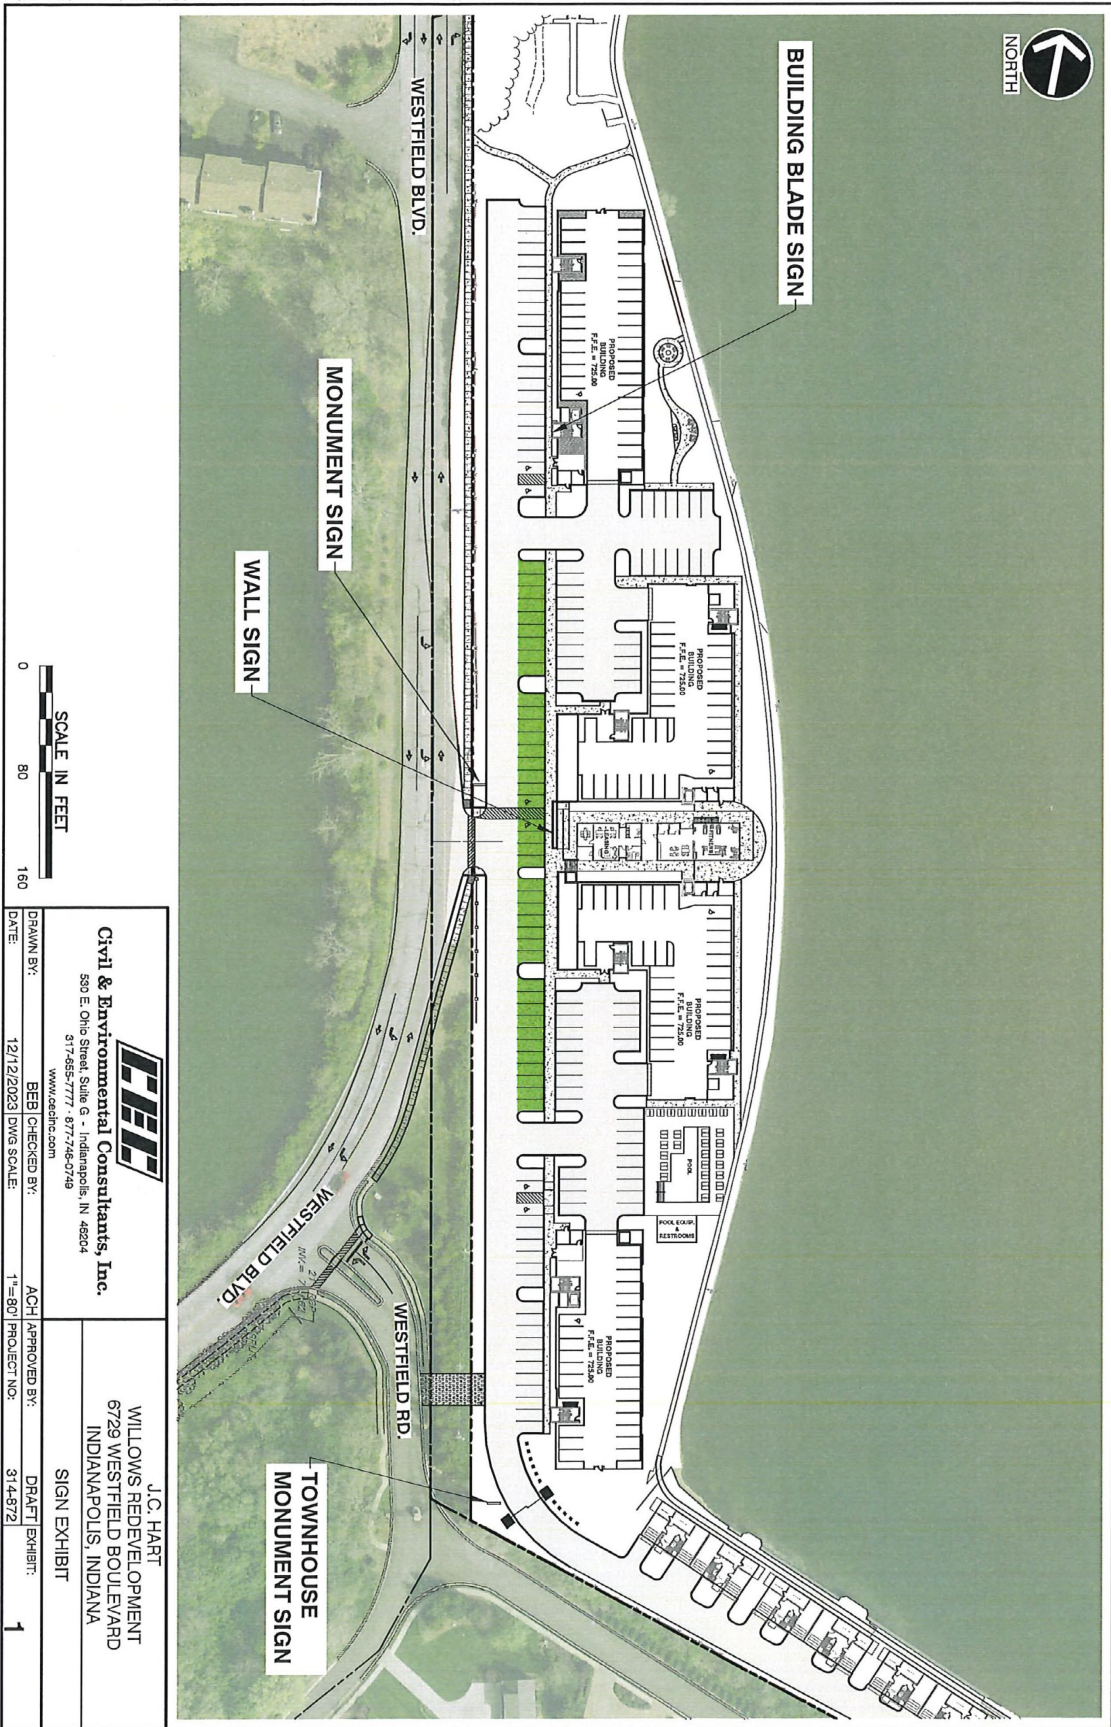 NORTH
BUILDING BLADE SIGN
WESTFIELD BLVD.
PROPOSED
BUILDING
F.F.E. = 725.00
MONUMENT SIGN
WALL SIGN
PROPOSED
BUILDING
F.F.E. = 725.00
LEASING
FITNESS
PROPOSED
BUILDING
F.F.E. = 725.00
POOL
POOL EQUIP.
&
RESTROOMS
PROPOSED
BUILDING
F.F.E. = 725.00
WESTFIELD BLVD.
WESTFIELD RD.
TOWNHOUSE
MONUMENT SIGN
SCALE IN FEET
0 80 160
CEC
Civil & Environmental Consultants, Inc.
530 E. Ohio Street, Suite G - Indianapolis, IN 46204
317-655-7777 - 877-746-0749
www.cecinc.com
DRAWN BY: BEB CHECKED BY: ACH APPROVED BY: DRAFT EXHIBIT:
DATE: 12/12/2023 DWG SCALE: 1"=80' PROJECT NO: 314-872
J.C. HART
WILLOWS REDEVELOPMENT
6729 WESTFIELD BOULEVARD
INDIANAPOLIS, INDIANA
SIGN EXHIBIT
1